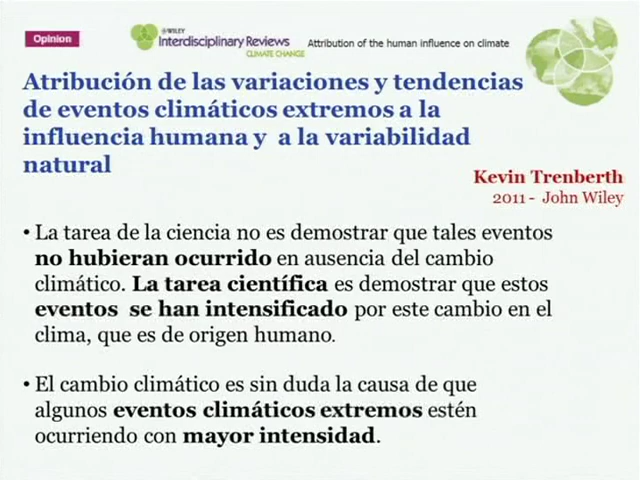 Opinion
WILEY
Interdisciplinary Reviews
CLIMATE CHANGE
Attribution of the human influence on climate
Atribución de las variaciones y tendencias
de eventos climáticos extremos a la
influencia humana y a la variabilidad
natural
Kevin Trenberth
2011 - John Wiley
• La tarea de la ciencia no es demostrar que tales eventos
no hubieran ocurrido en ausencia del cambio
climático. La tarea científica es demostrar que estos
eventos se han intensificado por este cambio en el
clima, que es de origen humano.
• El cambio climático es sin duda la causa de que
algunos eventos climáticos extremos estén
ocurriendo con mayor intensidad.